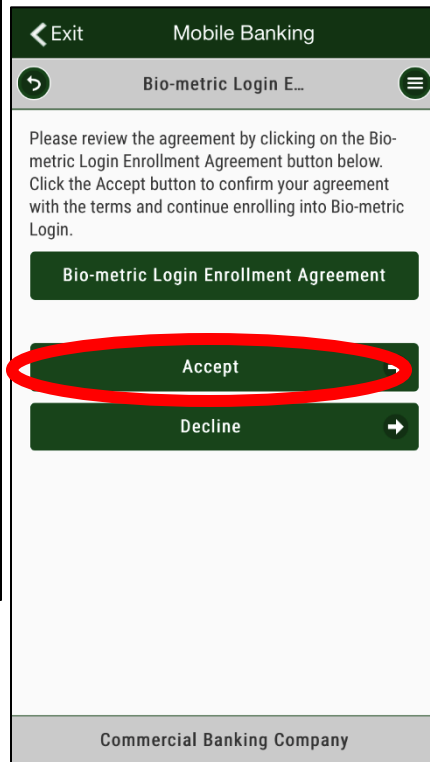 Exit Mobile Banking
Bio-metric Login E...
Please review the agreement by clicking on the Bio-
metric Login Enrollment Agreement button below.
Click the Accept button to confirm your agreement
with the terms and continue enrolling into Bio-metric
Login.
Bio-metric Login Enrollment Agreement
Accept
Decline
Commercial Banking Company